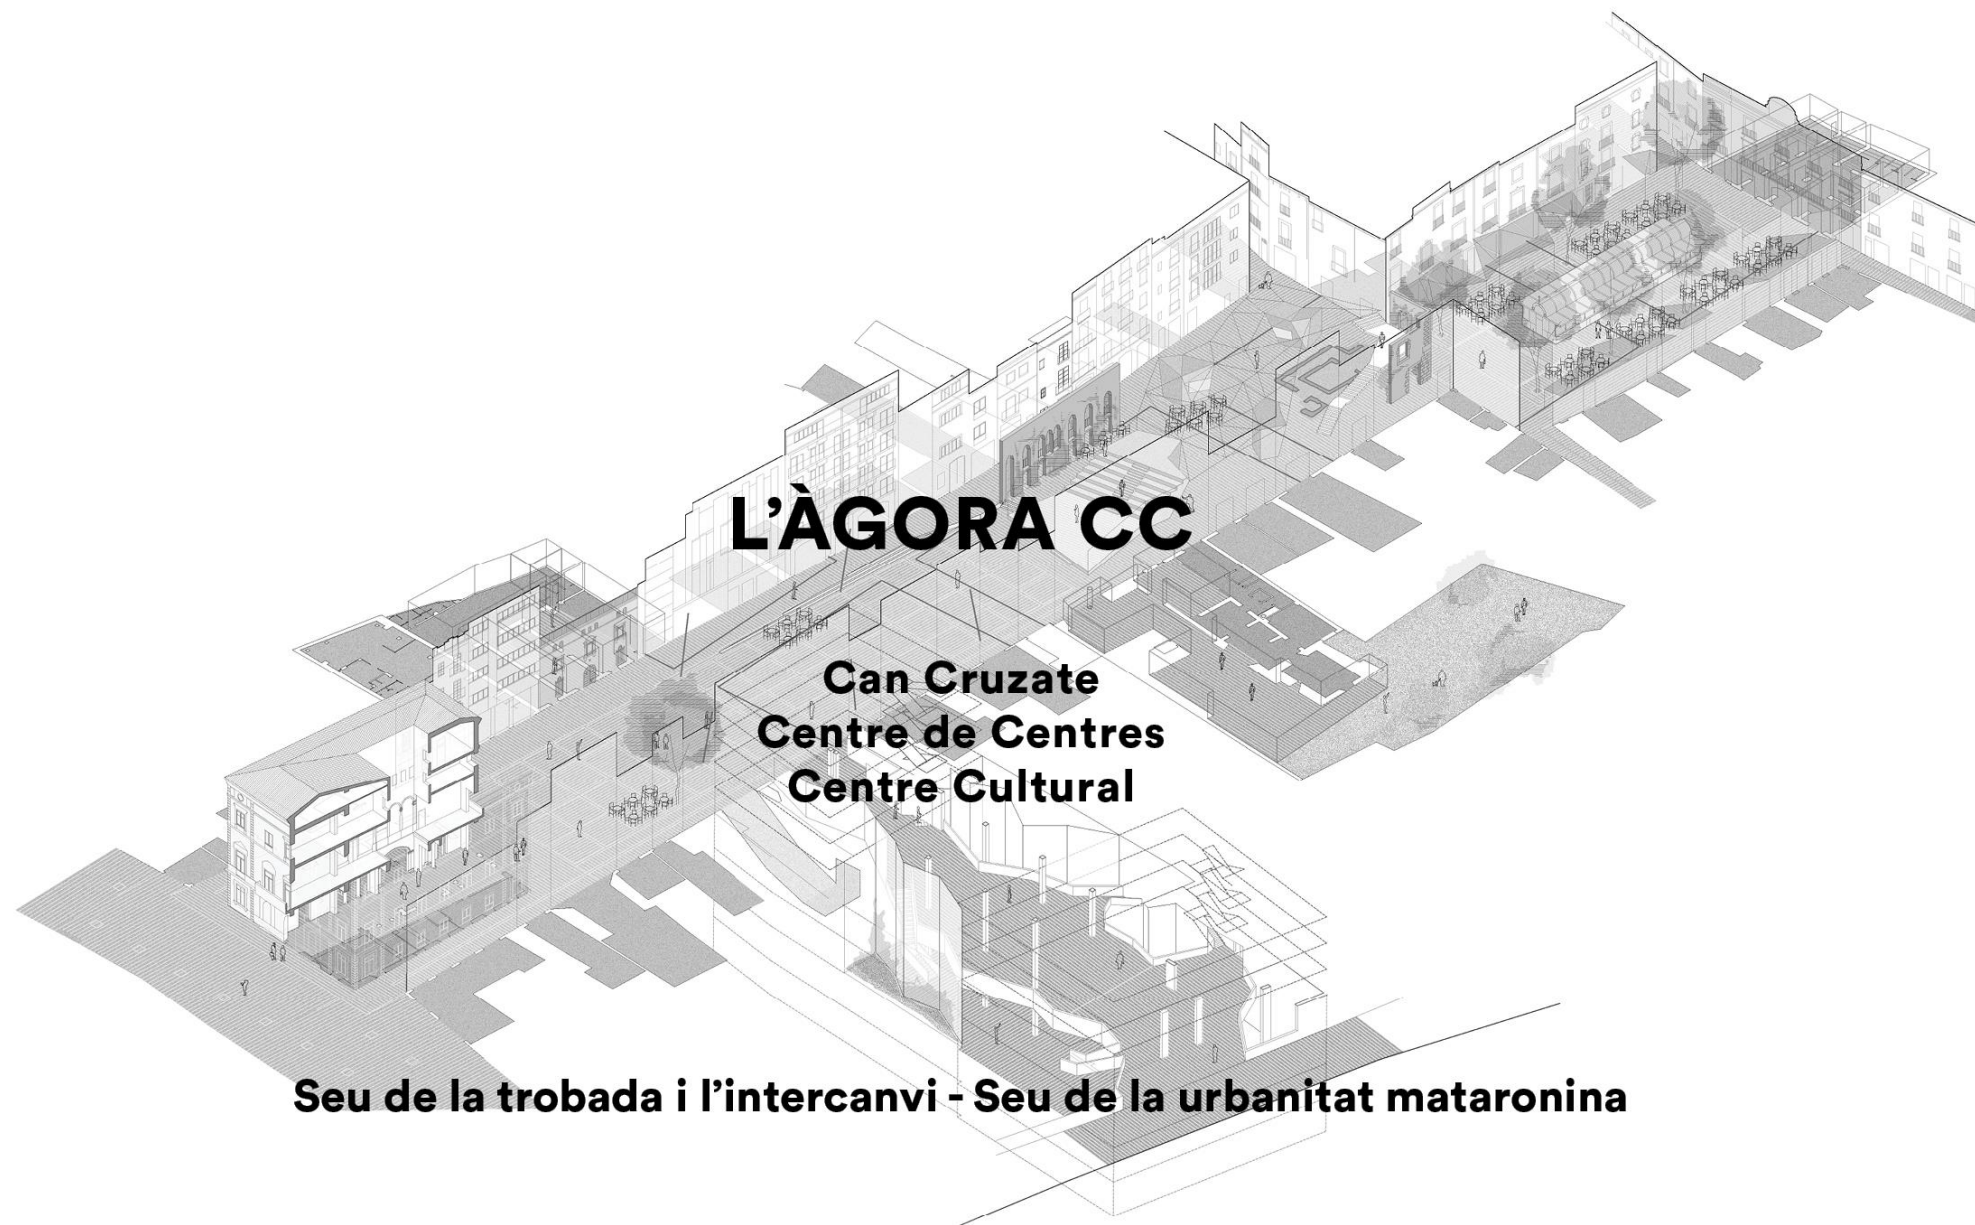 L’ÀGORA CC
Can Cruzate
Centre de Centres
Centre Cultural
Seu de la trobada i l’intercanvi - Seu de la urbanitat mataronina